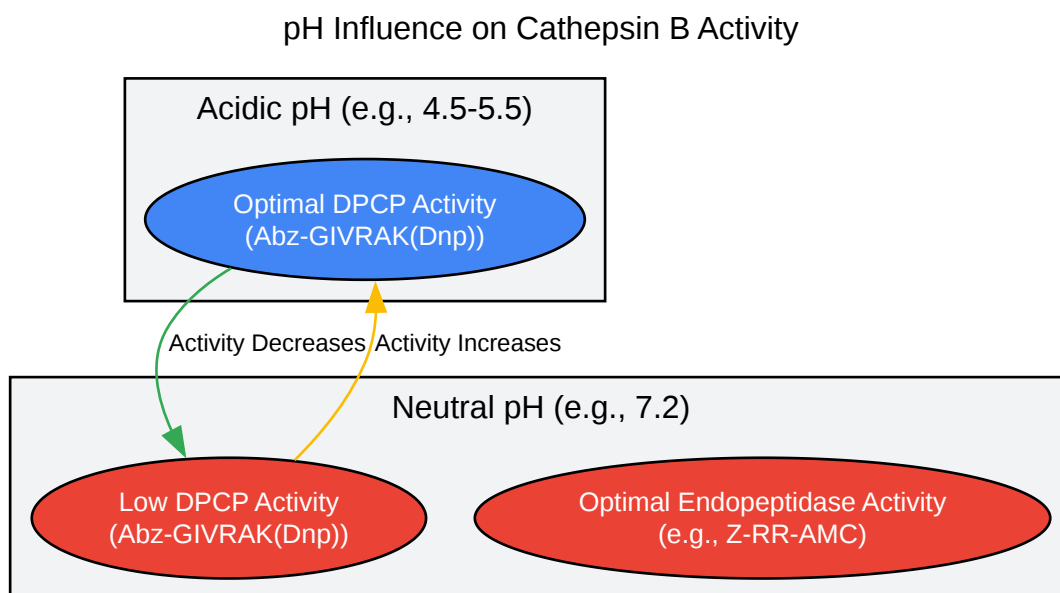 pH Influence on Cathepsin B Activity
Acidic pH (e.g., 4.5-5.5)
Optimal DPCP Activity
(Abz-GIVRAK(Dnp))
Activity Decreases
Activity Increases
Neutral pH (e.g., 7.2)
Low DPCP Activity
(Abz-GIVRAK(Dnp))
Optimal Endopeptidase Activity
(e.g., Z-RR-AMC)